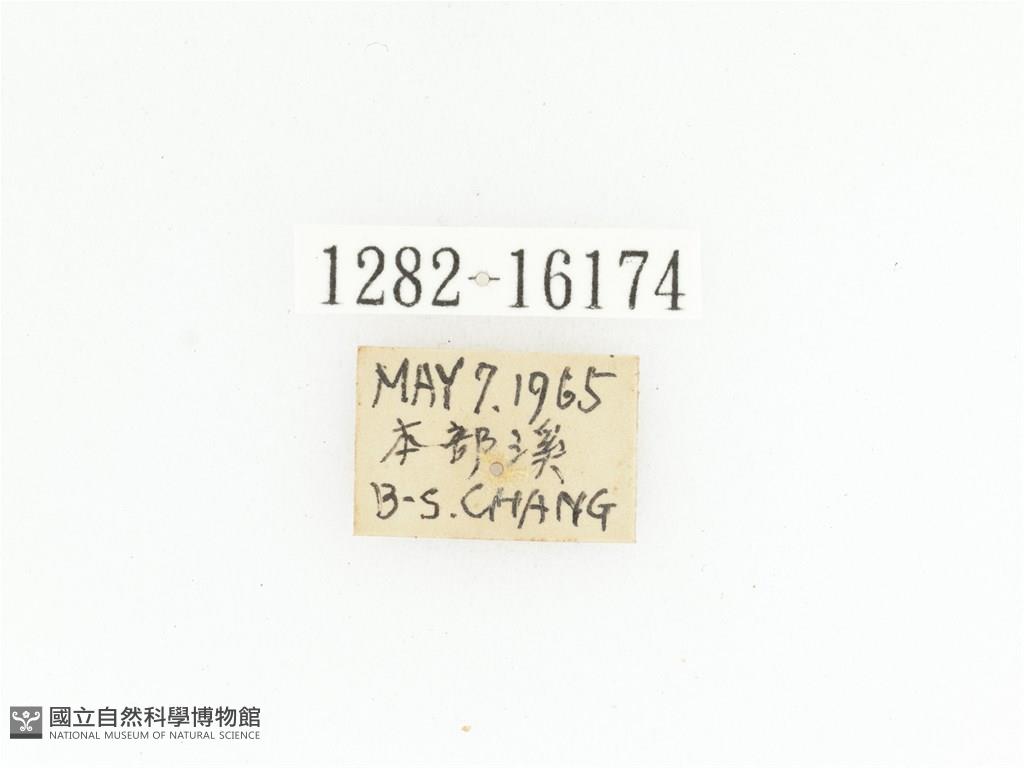 1282-16174
MAY 7. 1965
本部溪
B-S. CHANG
國立自然科學博物館
NATIONAL MUSEUM OF NATURAL SCIENCE